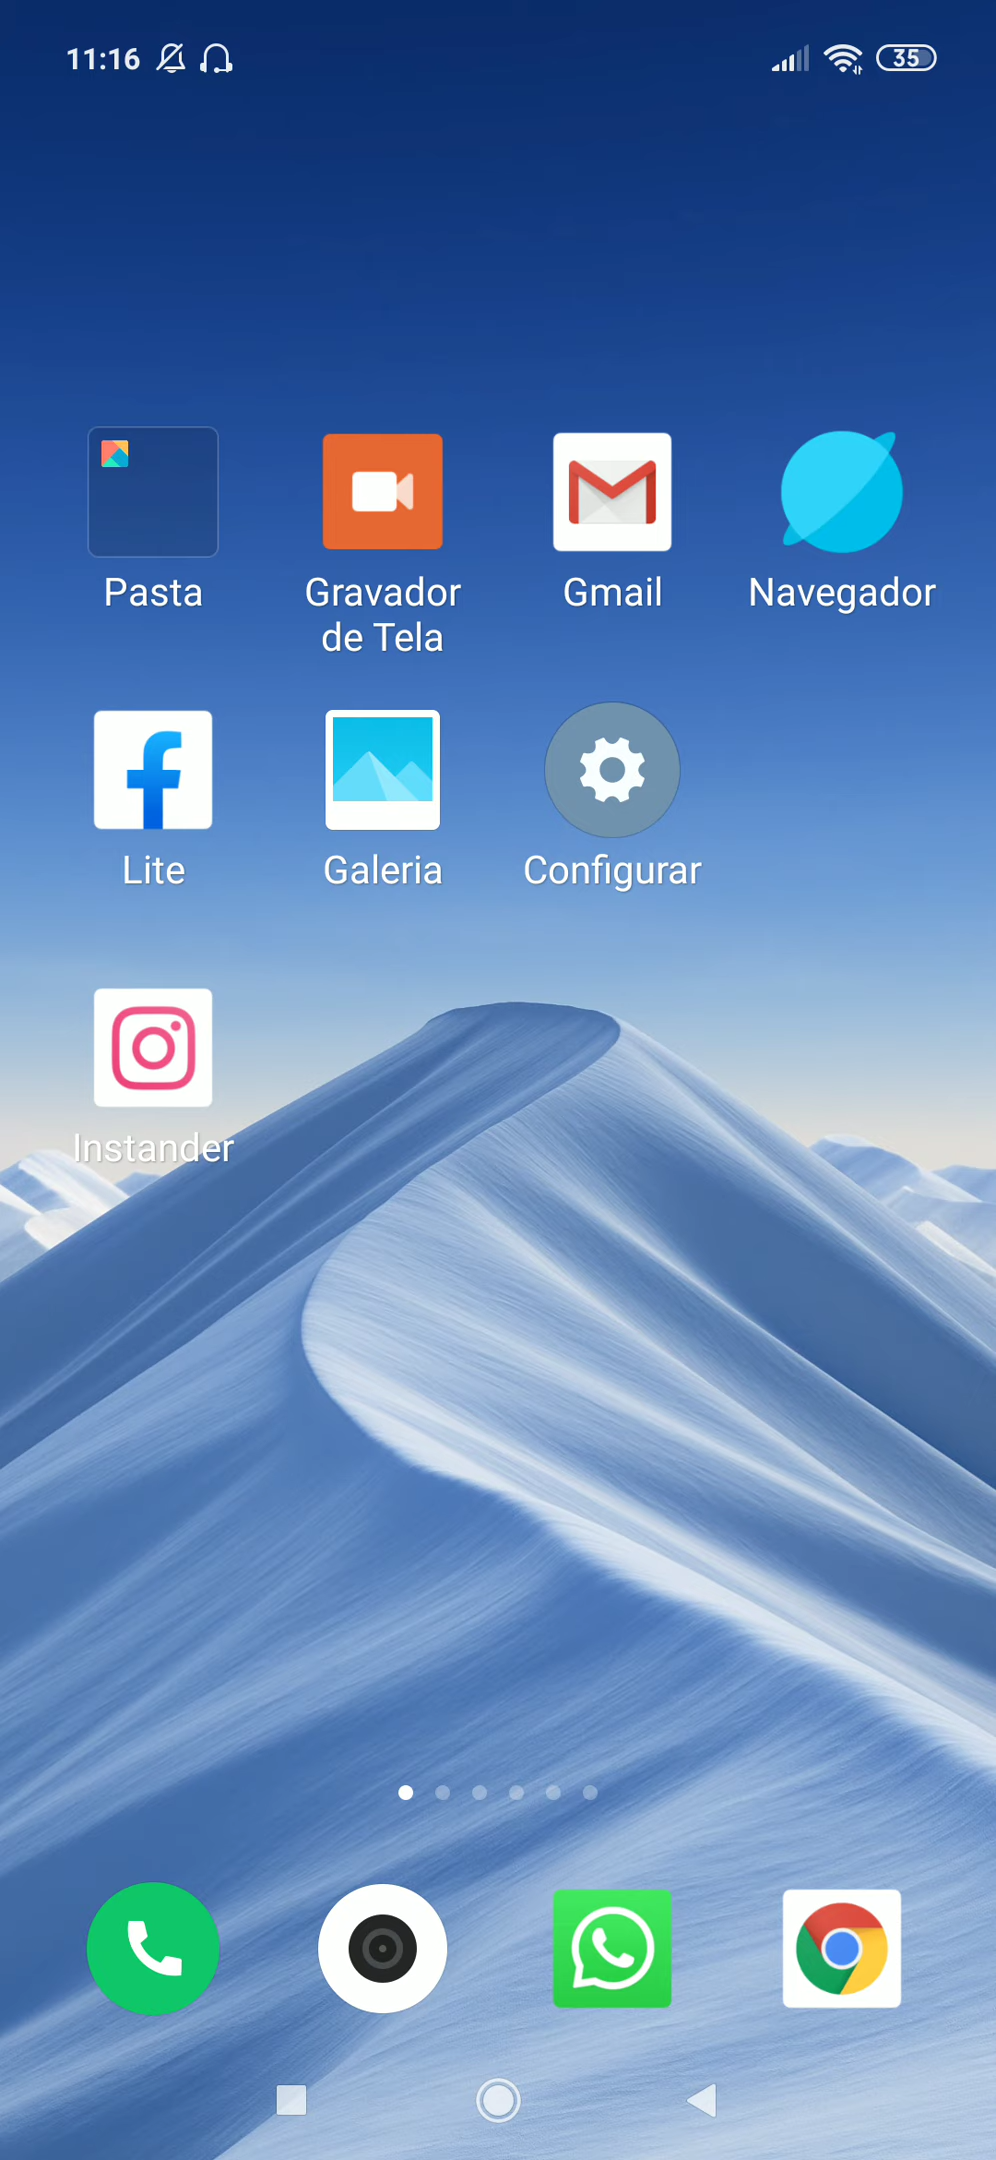 11:16
35
Pasta
Gravador
de Tela
Gmail
Navegador
Lite
Galeria
Configurar
Instander